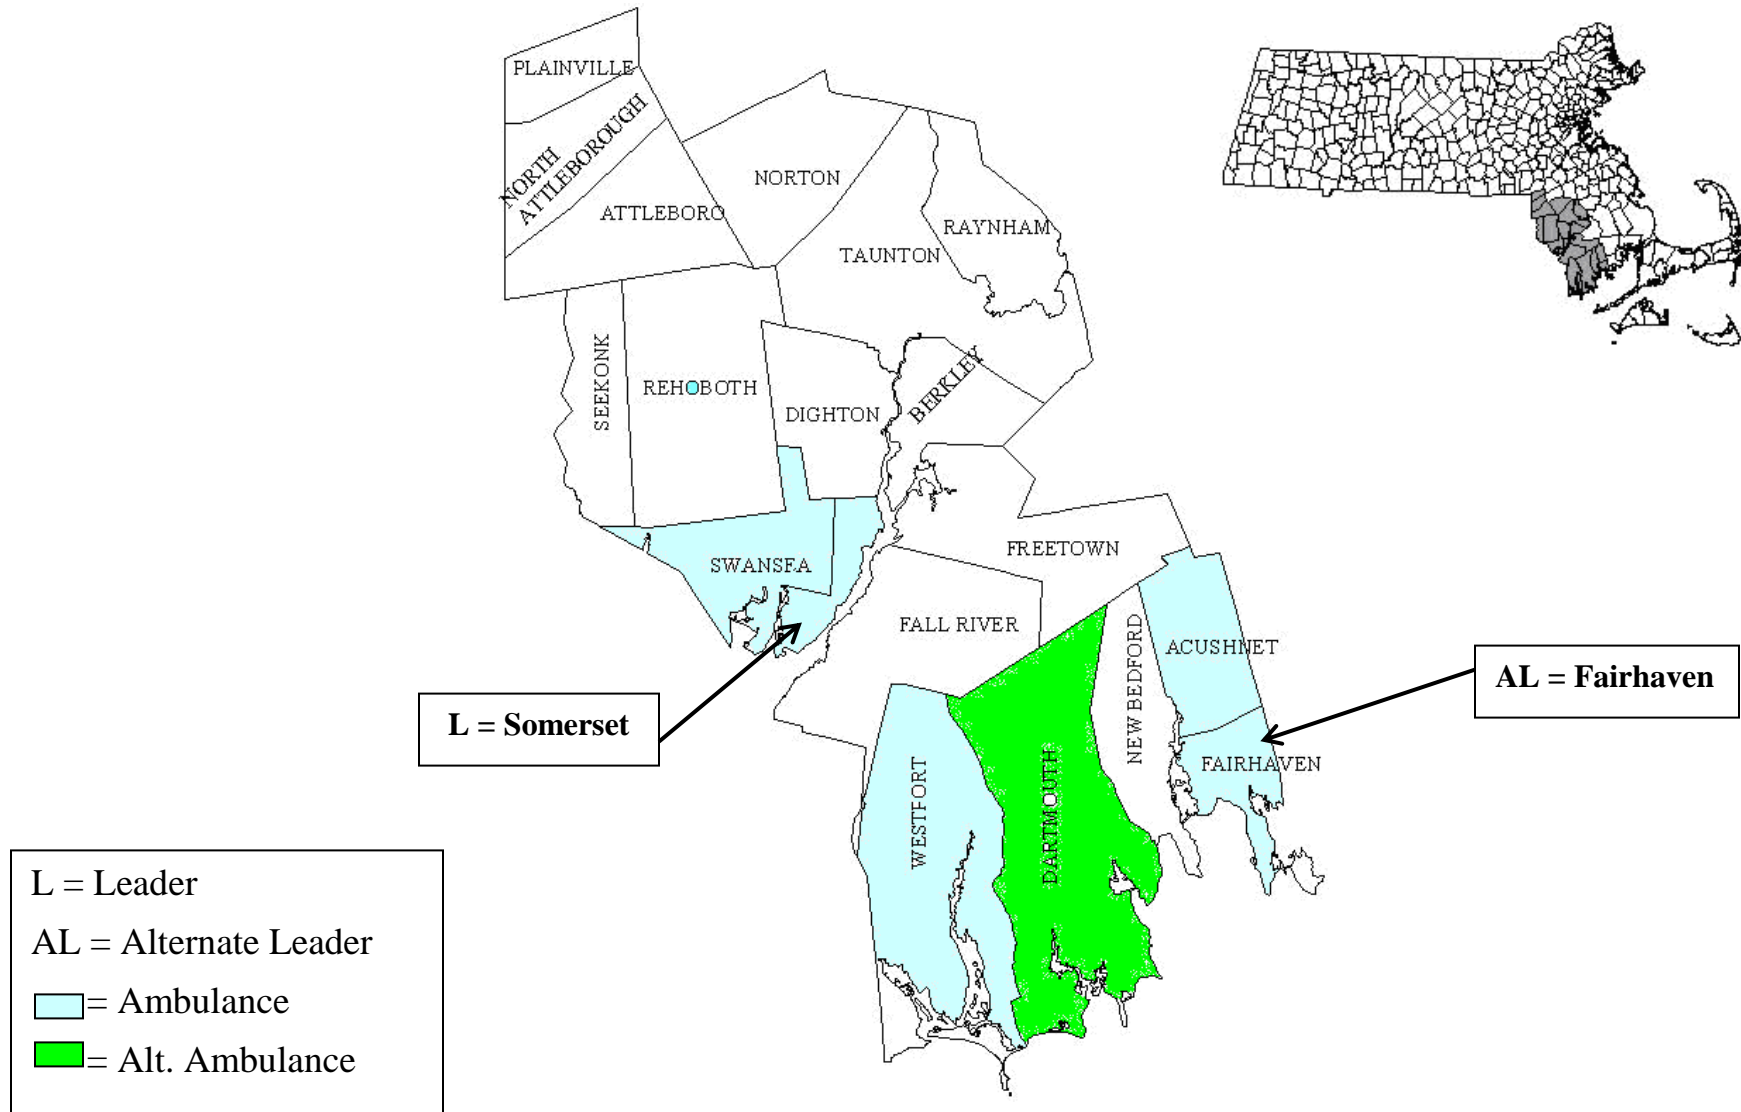 PLAINVILLE
NORTH
ATTLEBOROUGH
ATTLEBORO
NORTON
RAYNHAM
TAUNTON
SEEKONK
REHOBOTH
DIGHTON
BERKLEY
SWANSEA
FREETOWN
FALL RIVER
NEW BEDFORD
ACUSHNET
FAIRHAVEN
WESTFORT
DARTMOUTH
L = Somerset
AL = Fairhaven
L = Leader
AL = Alternate Leader
= Ambulance
= Alt. Ambulance